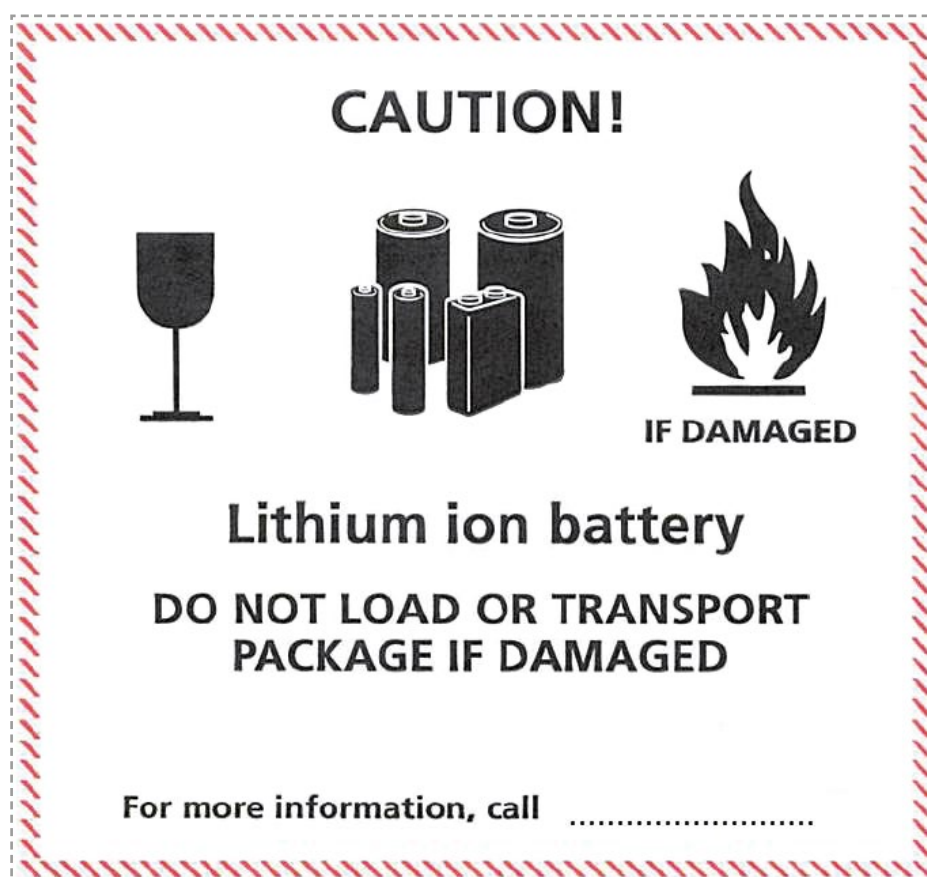 CAUTION!
IF DAMAGED
Lithium ion battery
DO NOT LOAD OR TRANSPORT
PACKAGE IF DAMAGED
For more information, call ..........................